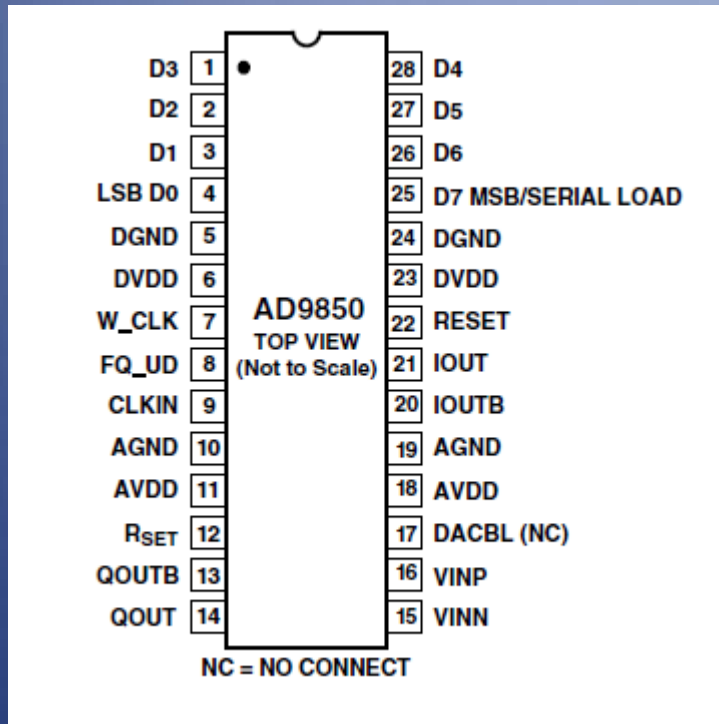 D3 1 28 D4
D2 2 27 D5
D1 3 26 D6
LSB D0 4 25 D7 MSB/SERIAL LOAD
DGND 5 24 DGND
DVDD 6 23 DVDD
W_CLK 7 22 RESET
FQ_UD 8 21 IOUT
CLKIN 9 20 IOUTB
AGND 10 19 AGND
AVDD 11 18 AVDD
RSET 12 17 DACBL (NC)
QOUTB 13 16 VINP
QOUT 14 15 VINN
AD9850
TOP VIEW
(Not to Scale)
NC = NO CONNECT